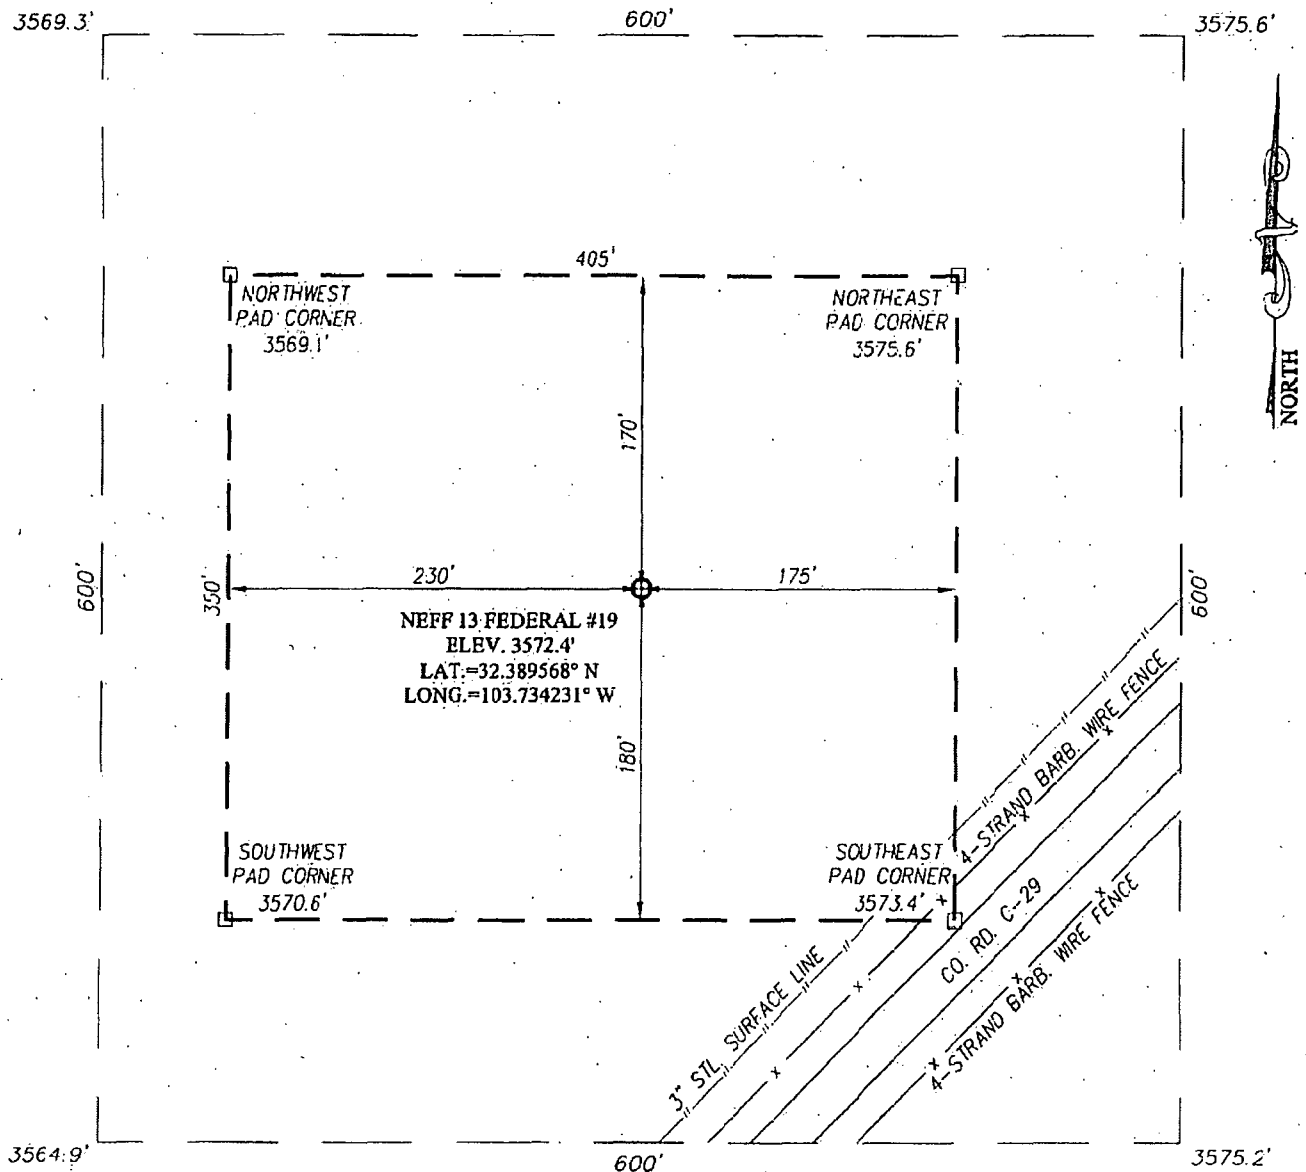 3569.3'
600'
3575.6'
405'
NORTHWEST
PAD CORNER
3569.1'
NORTHEAST
PAD CORNER
3575.6'
NORTH
170'
600'
350'
230'
175'
600'
NEFF 13 FEDERAL #19
ELEV. 3572.4'
LAT.=32.389568° N
LONG.=103.734231° W
180'
4-STRAND BARB. WIRE FENCE
SOUTHWEST
PAD CORNER
3570.6'
SOUTHEAST
PAD CORNER
3573.4'
CO. RD. C-29
4-STRAND BARB. WIRE FENCE
3" STL. SURFACE LINE
3564.9'
600'
3575.2'